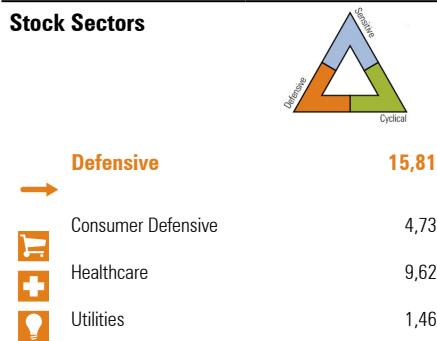 Stock Sectors
Sensitive
Defensive
Cyclical
Defensive 15,81
Consumer Defensive 4,73
Healthcare 9,62
Utilities 1,46